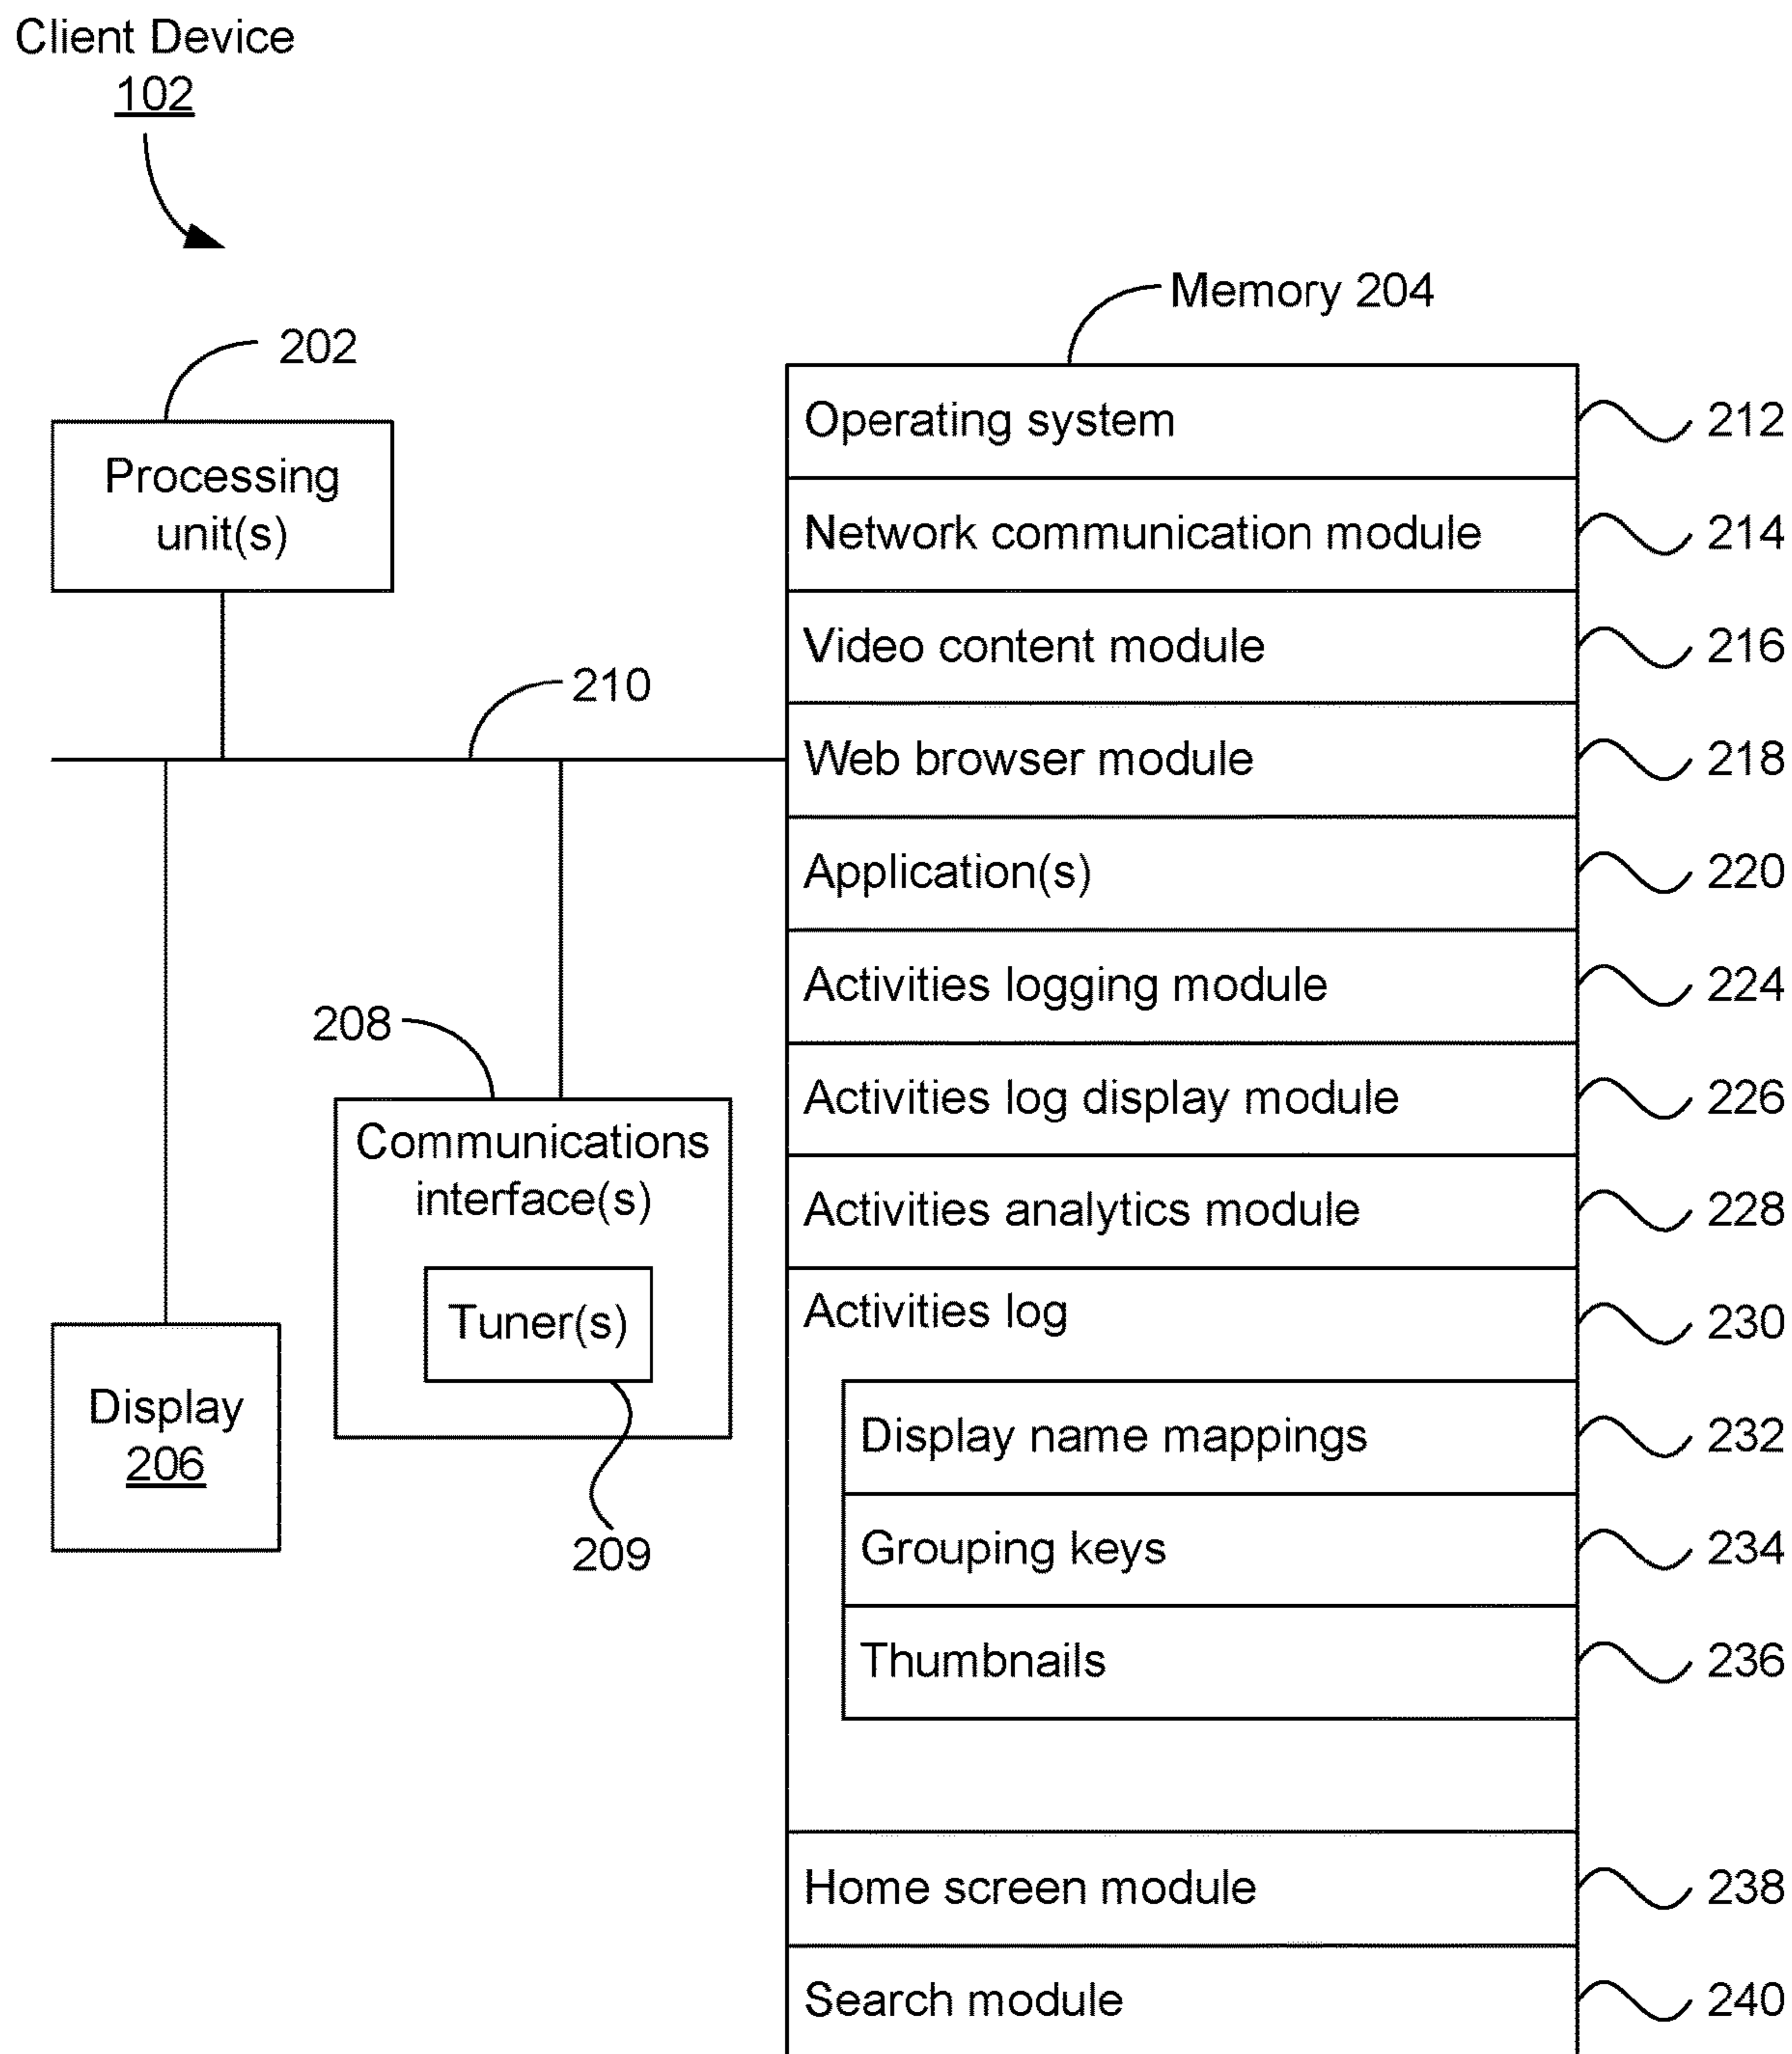 Client Device
102
Memory 204
202
Processing
unit(s)
210
208
Communications
interface(s)
Tuner(s)
209
Display
206
Operating system 212
Network communication module 214
Video content module 216
Web browser module 218
Application(s) 220
Activities logging module 224
Activities log display module 226
Activities analytics module 228
Activities log 230
Display name mappings 232
Grouping keys 234
Thumbnails 236
Home screen module 238
Search module 240